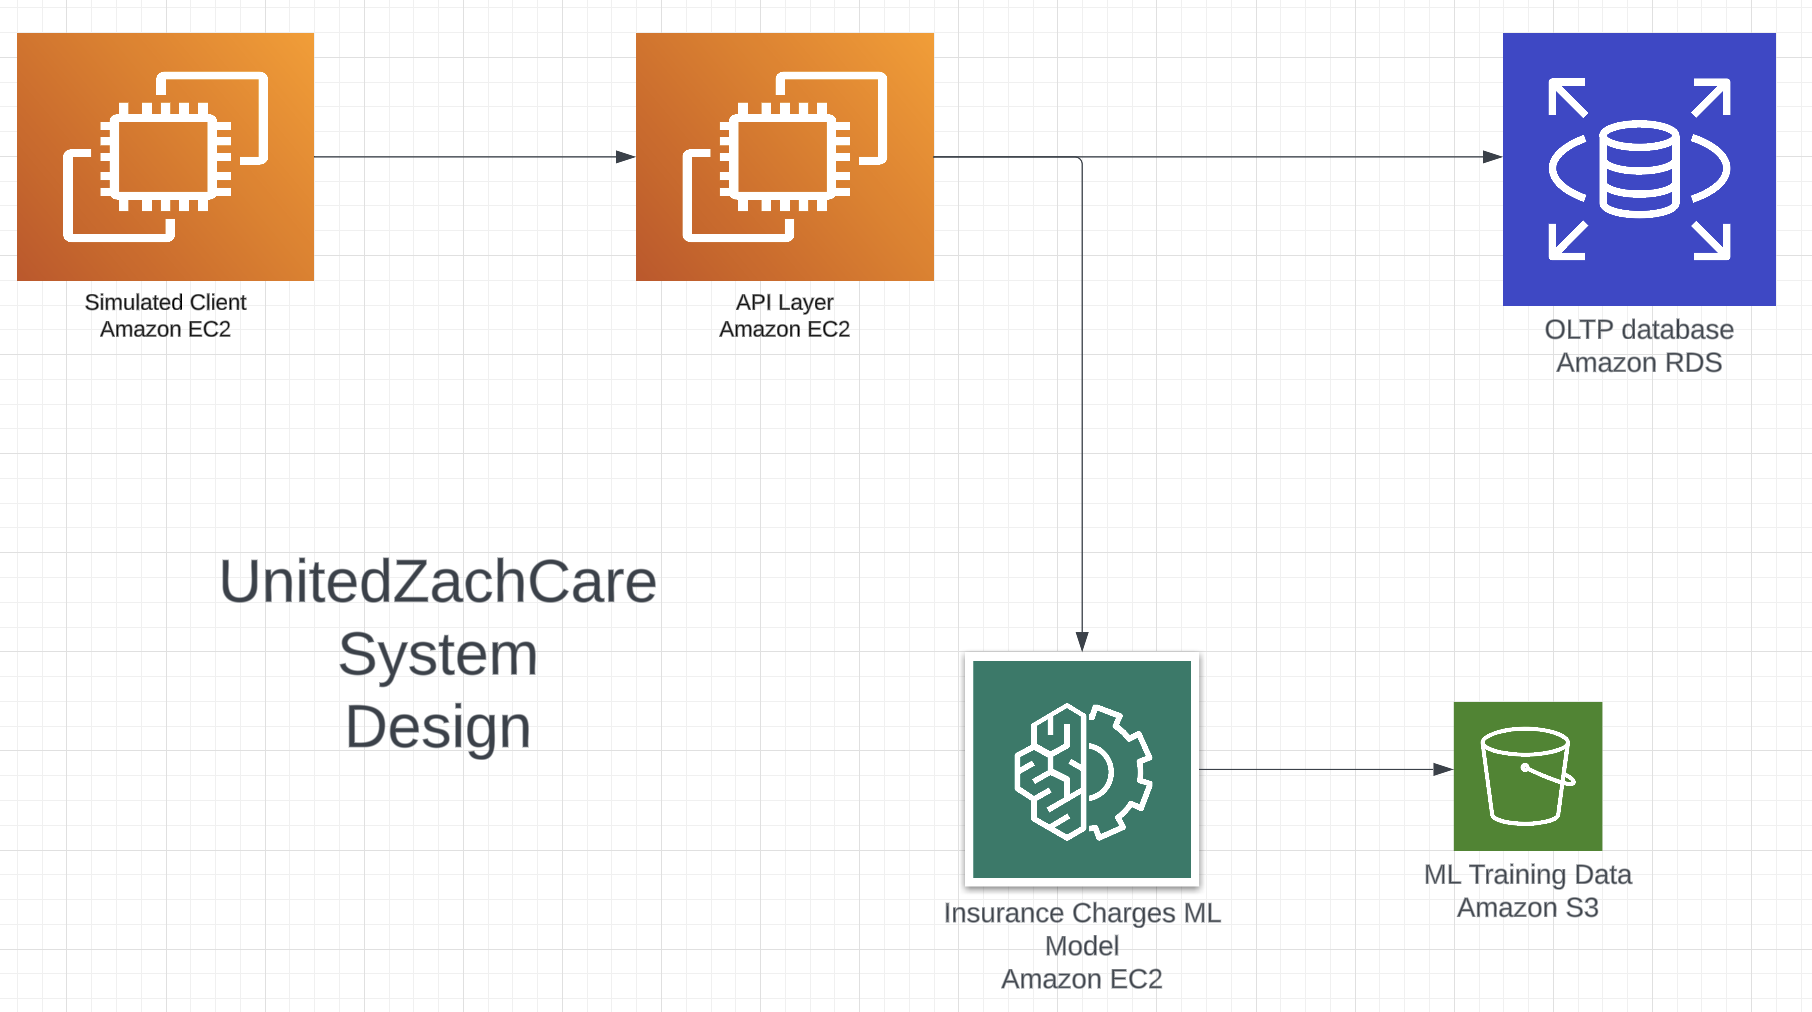 Simulated Client
Amazon EC2
API Layer
Amazon EC2
OLTP database
Amazon RDS
UnitedZachCare
System
Design
Insurance Charges ML
Model
Amazon EC2
ML Training Data
Amazon S3